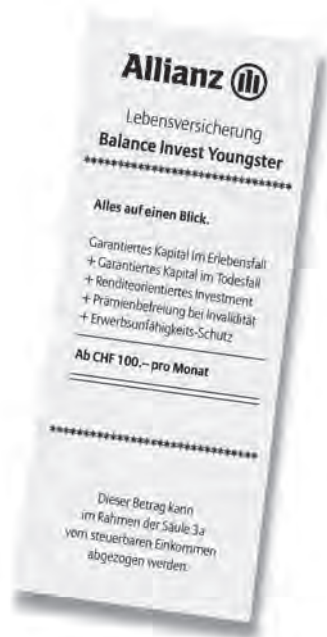 Allianz
Lebensversicherung
Balance Invest Youngster
********************************
Alles auf einen Blick.
Garantiertes Kapital im Erlebensfall
+ Garantiertes Kapital im Todesfall
+ Renditeorientiertes Investment
+ Prämienbefreiung bei Invalidität
+ Erwerbsunfähigkeits-Schutz
Ab CHF 100.– pro Monat
********************************
Dieser Betrag kann
im Rahmen der Säule 3a
vom steuerbaren Einkommen
abgezogen werden.